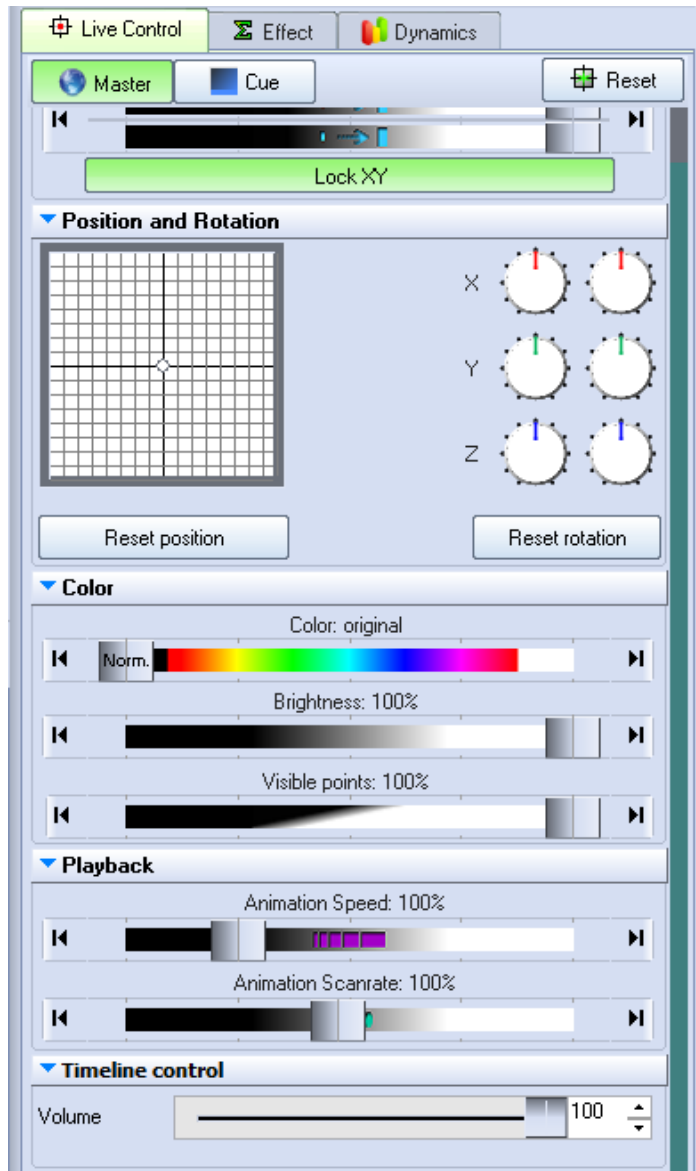 Live Control
Effect
Dynamics
Master
Cue
Reset
Lock XY
Position and Rotation
X
Y
Z
Reset position
Reset rotation
Color
Color: original
Norm.
Brightness: 100%
Visible points: 100%
Playback
Animation Speed: 100%
Animation Scanrate: 100%
Timeline control
Volume
100